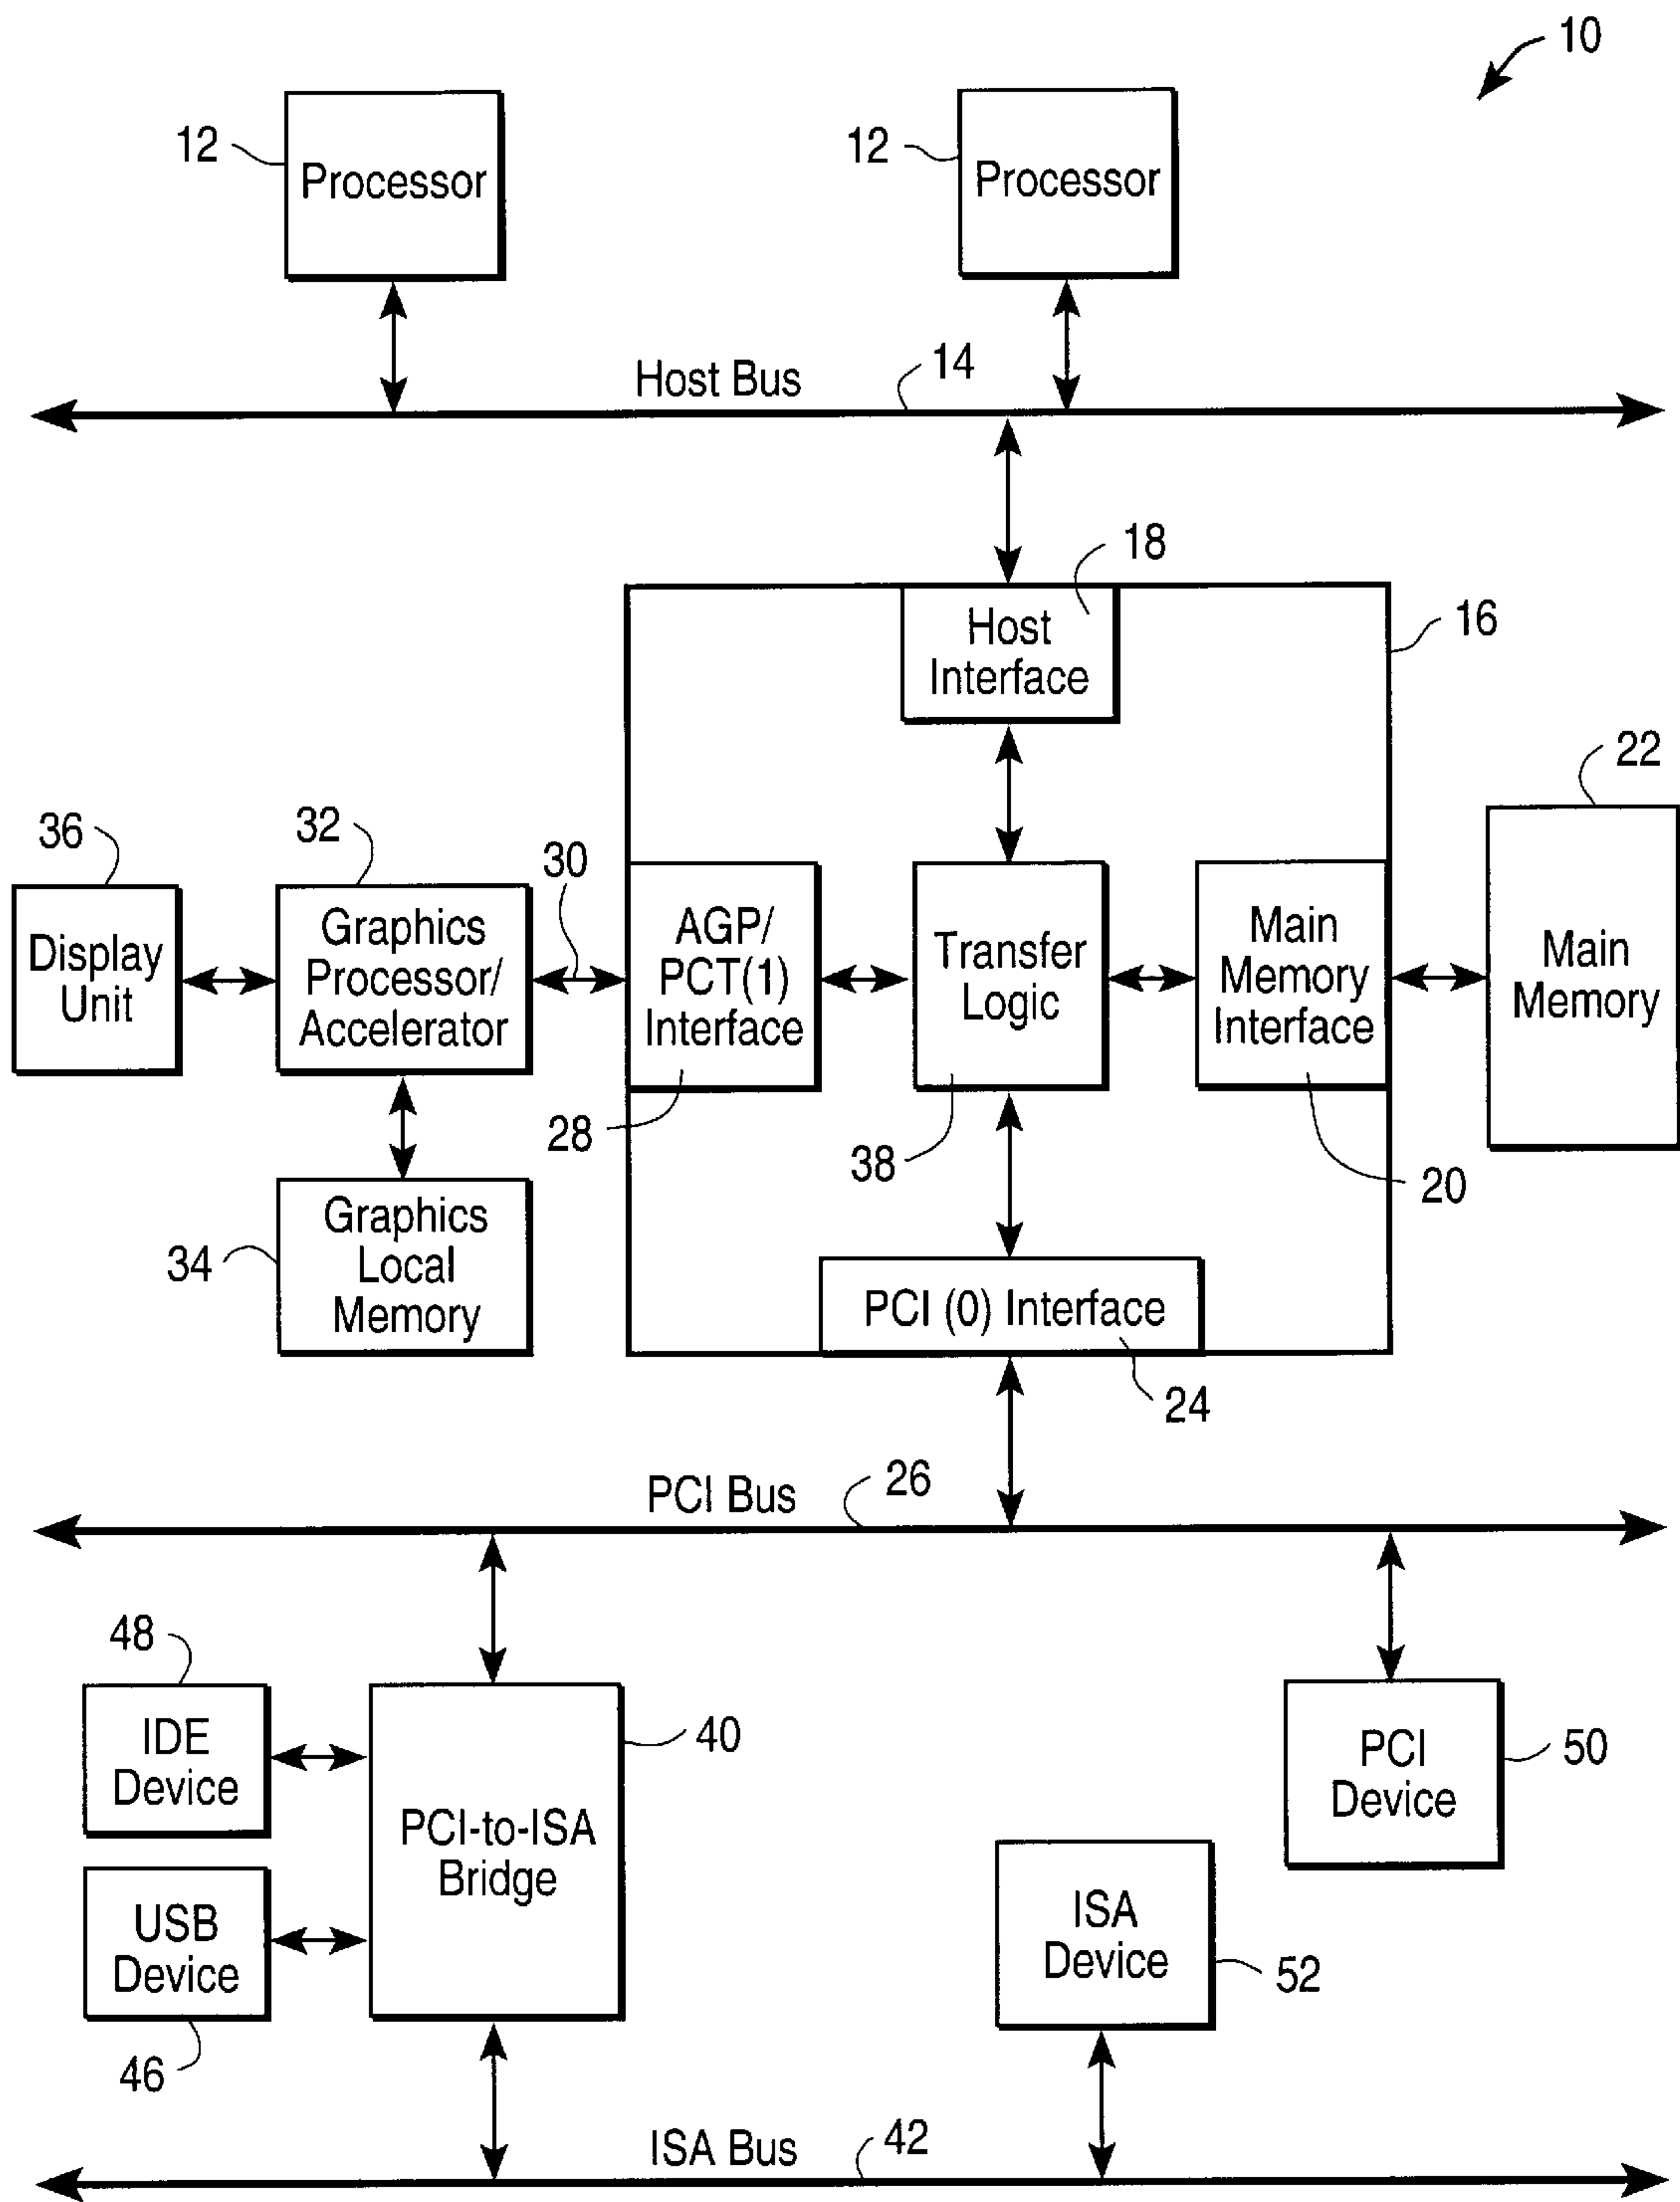 10
12
Processor
12
Processor
Host Bus
14
18
Host
Interface
16
22
36
32
30
Display
Unit
Graphics
Processor/
Accelerator
AGP/
PCT(1)
Interface
Transfer
Logic
Main
Memory
Interface
Main
Memory
28
38
20
34
Graphics
Local
Memory
PCI (0) Interface
24
PCI Bus
26
48
IDE
Device
40
PCI-to-ISA
Bridge
PCI
Device
50
USB
Device
46
ISA
Device
52
ISA Bus
42